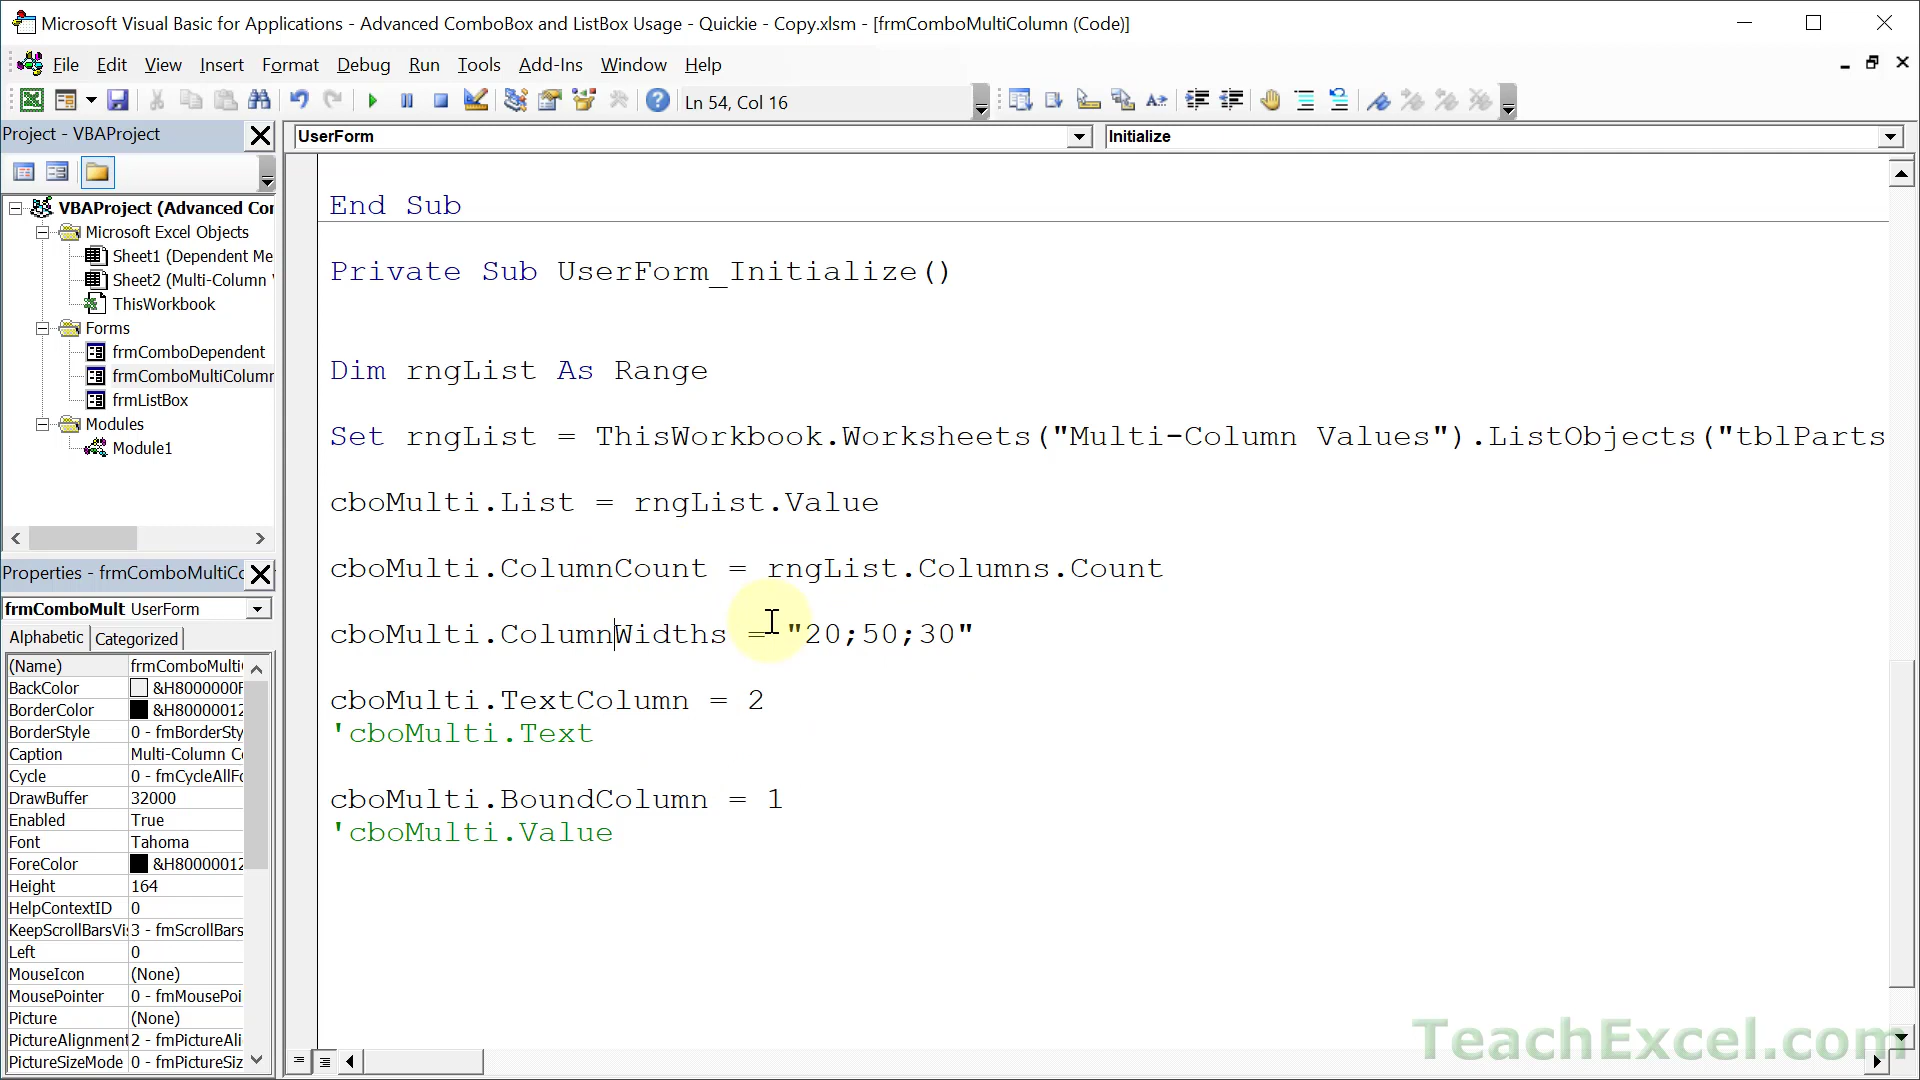 Microsoft Visual Basic for Applications - Advanced ComboBox and ListBox Usage - Quickie - Copy.xlsm - [frmComboMultiColumn (Code)]
File Edit View Insert Format Debug Run Tools Add-Ins Window Help
Ln 54, Col 16
Project - VBAProject
UserForm
Initialize
VBAProject (Advanced Cor
Microsoft Excel Objects
Sheet1 (Dependent Me
Sheet2 (Multi-Column
ThisWorkbook
Forms
frmComboDependent
frmComboMultiColumn
frmListBox
Modules
Module1
Properties - frmComboMultiC
frmComboMult UserForm
Alphabetic Categorized
(Name) frmComboMulti
BackColor &H8000000F
BorderColor &H80000012
BorderStyle 0 - fmBorderSty
Caption Multi-Column C
Cycle 0 - fmCycleAllFo
DrawBuffer 32000
Enabled True
Font Tahoma
ForeColor &H80000012
Height 164
HelpContextID 0
KeepScrollBarsVi 3 - fmScrollBars
Left 0
MouseIcon (None)
MousePointer 0 - fmMousePoi
Picture (None)
PictureAlignment 2 - fmPictureAli
PictureSizeMode 0 - fmPictureSiz
End Sub
Private Sub UserForm_Initialize()
Dim rngList As Range
Set rngList = ThisWorkbook.Worksheets("Multi-Column Values").ListObjects("tblParts
cboMulti.List = rngList.Value
cboMulti.ColumnCount = rngList.Columns.Count
cboMulti.ColumnWidths = "20;50;30"
cboMulti.TextColumn = 2
'cboMulti.Text
cboMulti.BoundColumn = 1
'cboMulti.Value
TeachExcel.com